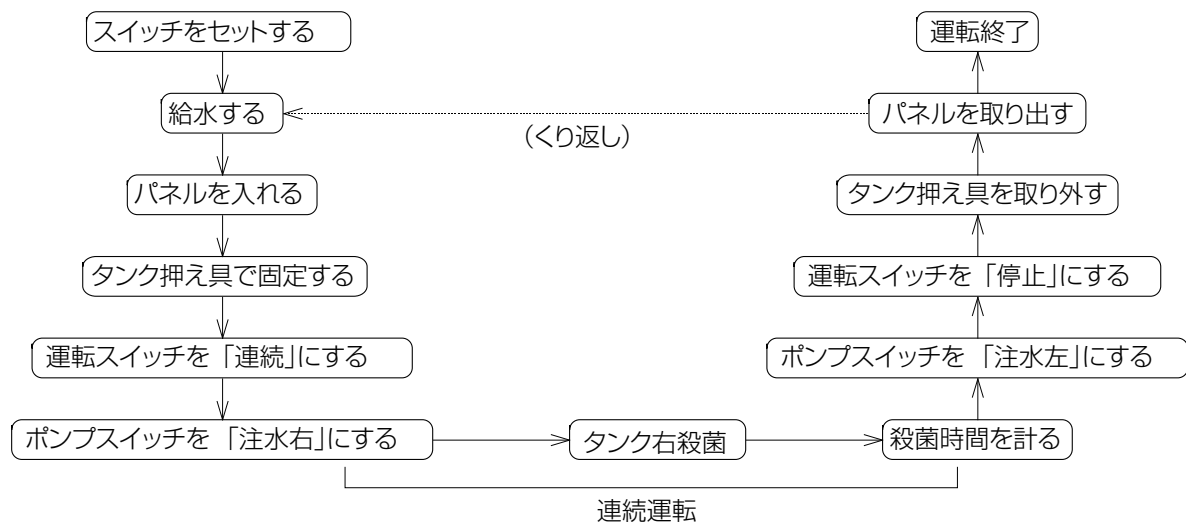 スイッチをセットする
給水する
パネルを入れる
タンク押え具で固定する
運転スイッチを「連続」にする
ポンプスイッチを「注水右」にする
タンク右殺菌
殺菌時間を計る
連続運転
ポンプスイッチを「注水左」にする
運転スイッチを「停止」にする
タンク押え具を取り外す
パネルを取り出す
(くり返し)
運転終了